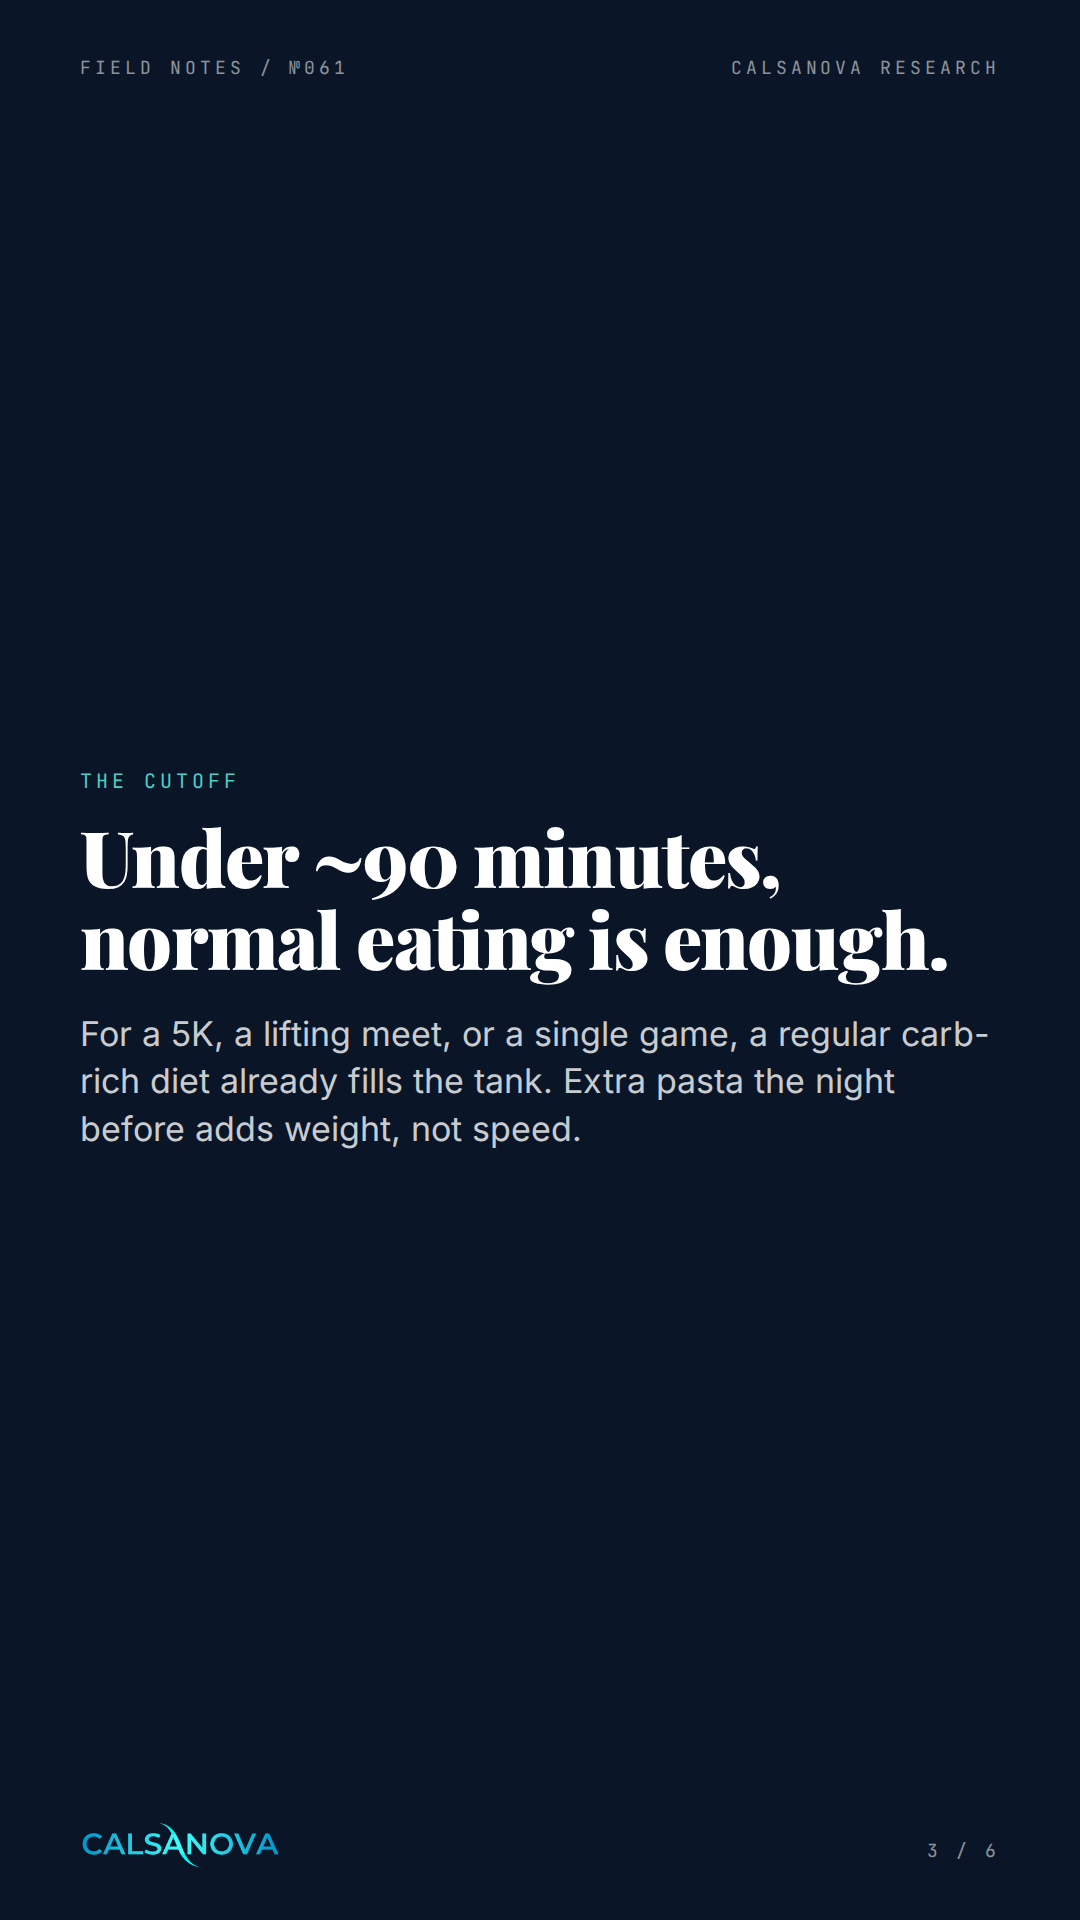 FIELD NOTES / №061
CALSANOVA RESEARCH
THE CUTOFF
Under ~90 minutes,
normal eating is enough.
For a 5K, a lifting meet, or a single game, a regular carb-
rich diet already fills the tank. Extra pasta the night
before adds weight, not speed.
CALSANOVA
3 / 6